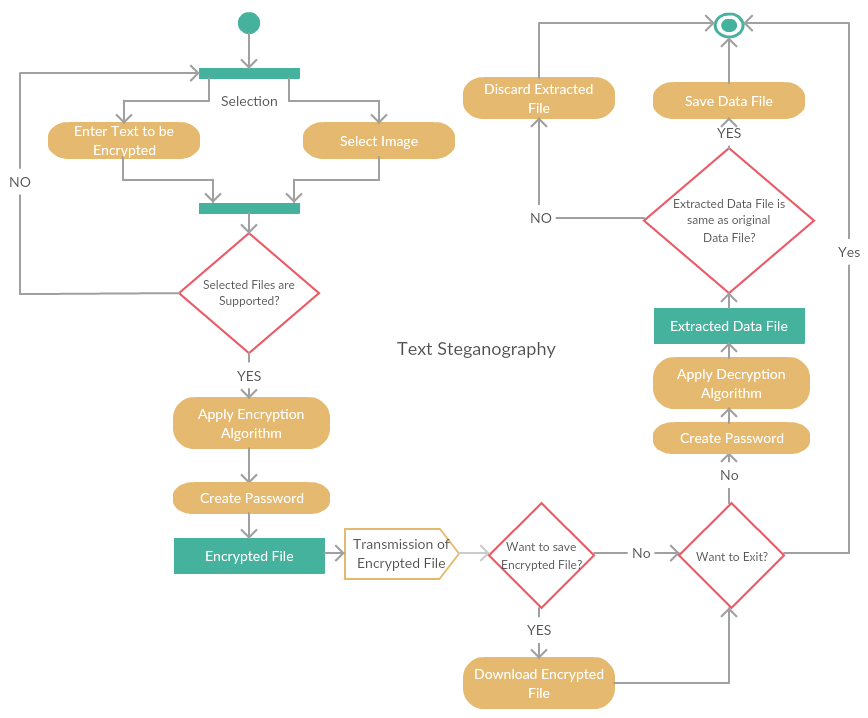 Selection
Enter Text to be
Encrypted
Select Image
NO
Selected Files are
Supported?
YES
Apply Encryption
Algorithm
Create Password
Encrypted File
Transmission of
Encrypted File
Text Steganography
Want to save
Encrypted File?
YES
Download Encrypted
File
No
Want to Exit?
Yes
No
Create Password
Apply Decryption
Algorithm
Extracted Data File
Extracted Data File is
same as original
Data File?
NO
Discard Extracted
File
YES
Save Data File